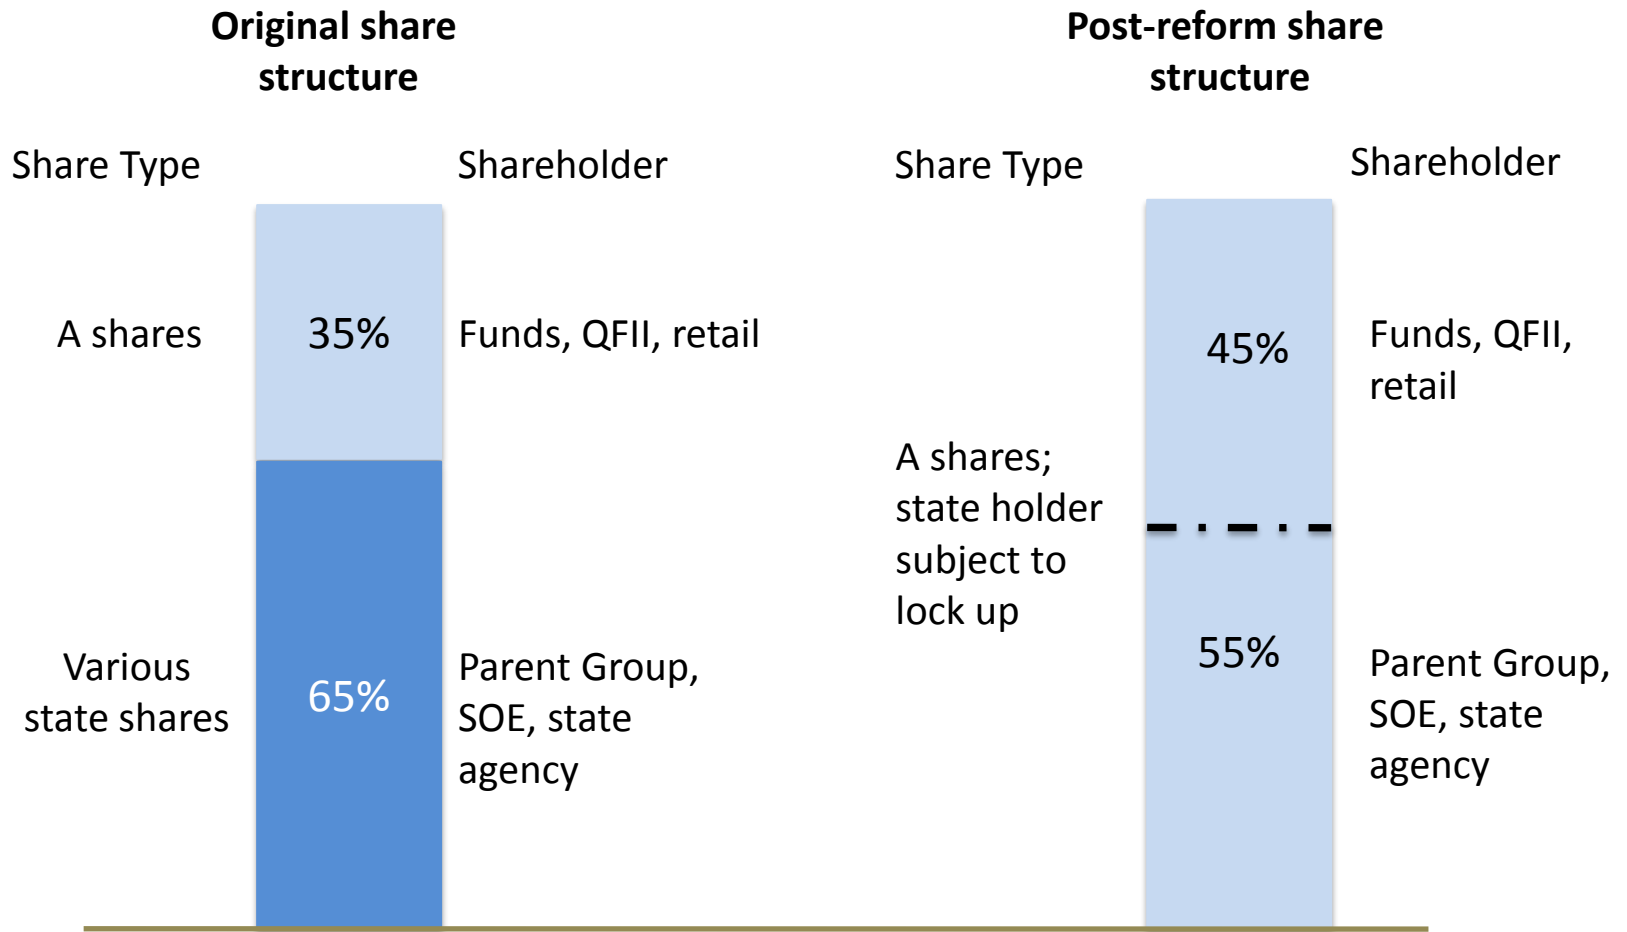 Original share
structure
Share Type
Shareholder
A shares
35%
Funds, QFII, retail
Various
state shares
65%
Parent Group,
SOE, state
agency
Post-reform share
structure
Share Type
Shareholder
45%
Funds, QFII,
retail
A shares;
state holder
subject to
lock up
55%
Parent Group,
SOE, state
agency